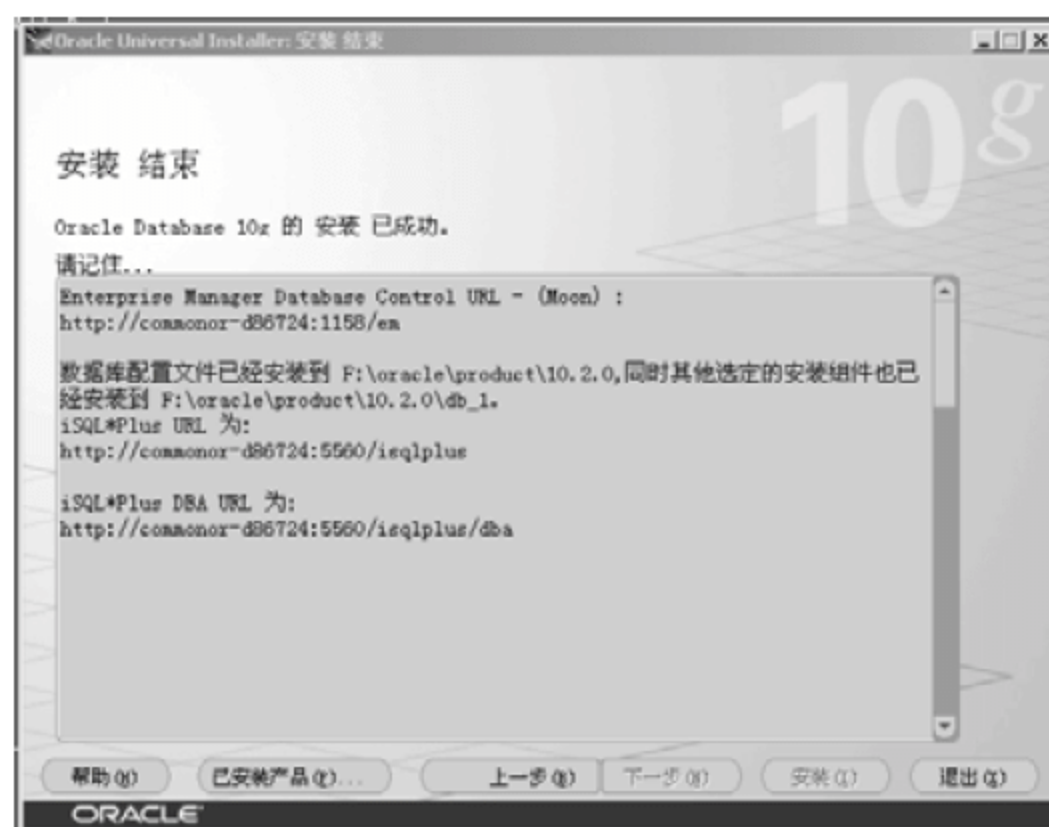 Oracle Universal Installer: 安装 结束
10g
安装 结束
Oracle Database 10g 的 安装 已成功。
请记住...
Enterprise Manager Database Control URL - (Moon) :
http://commonor-d86724:1158/em
数据库配置文件已经安装到 F:\oracle\product\10.2.0,同时其他选定的安装组件也已
经安装到 F:\oracle\product\10.2.0\db_1。
iSQL*Plus URL 为:
http://commonor-d86724:5560/isqlplus
iSQL*Plus DBA URL 为:
http://commonor-d86724:5560/isqlplus/dba
帮助(H) 已安装产品(P)... 上一步(B) 下一步(N) 安装(I) 退出(X)
ORACLE